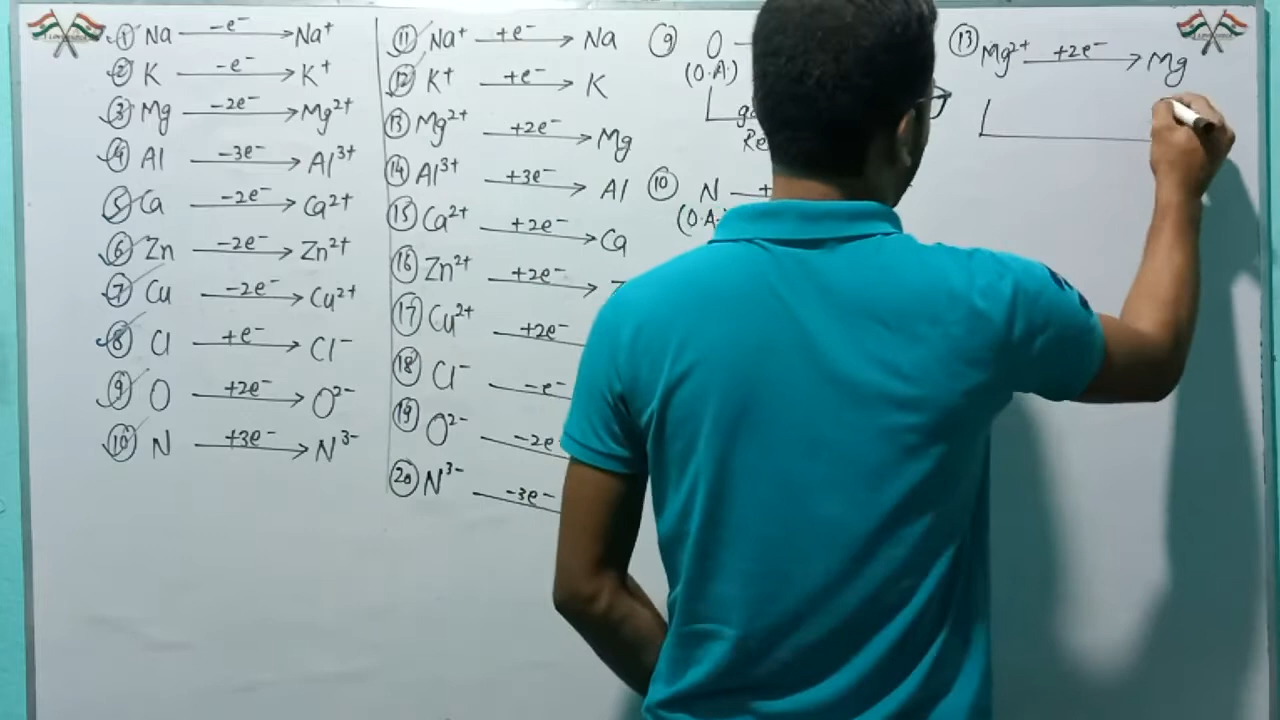 ① Na —-e⁻→ Na⁺
② K —-e⁻→ K⁺
③ Mg —-2e⁻→ Mg²⁺
④ Al —-3e⁻→ Al³⁺
⑤ Ca —-2e⁻→ Ca²⁺
⑥ Zn —-2e⁻→ Zn²⁺
⑦ Cu —-2e⁻→ Cu²⁺
⑧ Cl —+e⁻→ Cl⁻
⑨ O —+2e⁻→ O²⁻
⑩ N —+3e⁻→ N³⁻
⑪ Na⁺ —+e⁻→ Na
⑫ K⁺ —+e⁻→ K
⑬ Mg²⁺ —+2e⁻→ Mg
⑭ Al³⁺ —+3e⁻→ Al
⑮ Ca²⁺ —+2e⁻→ Ca
⑯ Zn²⁺ —+2e⁻→
⑰ Cu²⁺ —+2e⁻
⑱ Cl⁻ —-e⁻
⑲ O²⁻ —-2e
⑳ N³⁻ —-3e⁻
⑨ O —
(O.A)
⑩ N —+
(O.A
⑬ Mg²⁺ —+2e⁻→ Mg